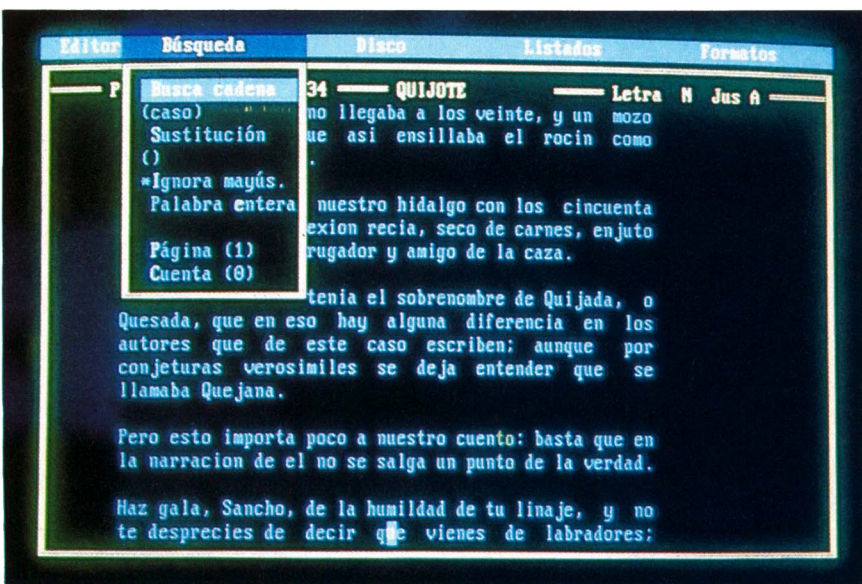 Editor Búsqueda Disco Listados Formatos
P 34 QUIJOTE Letra N Jus A
Busca cadena
(caso)
Sustitución
()
*Ignora mayús.
Palabra entera
Página (1)
Cuenta (0)
no llegaba a los veinte, y un mozo
ue asi ensillaba el rocin como
.
nuestro hidalgo con los cincuenta
exion recia, seco de carnes, enjuto
rugador y amigo de la caza.
tenia el sobrenombre de Quijada, o
Quesada, que en eso hay alguna diferencia en los
autores que de este caso escriben; aunque por
conjeturas verosimiles se deja entender que se
llamaba Quejana.
Pero esto importa poco a nuestro cuento: basta que en
la narracion de el no se salga un punto de la verdad.
Haz gala, Sancho, de la humildad de tu linaje, y no
te desprecies de decir que vienes de labradores;